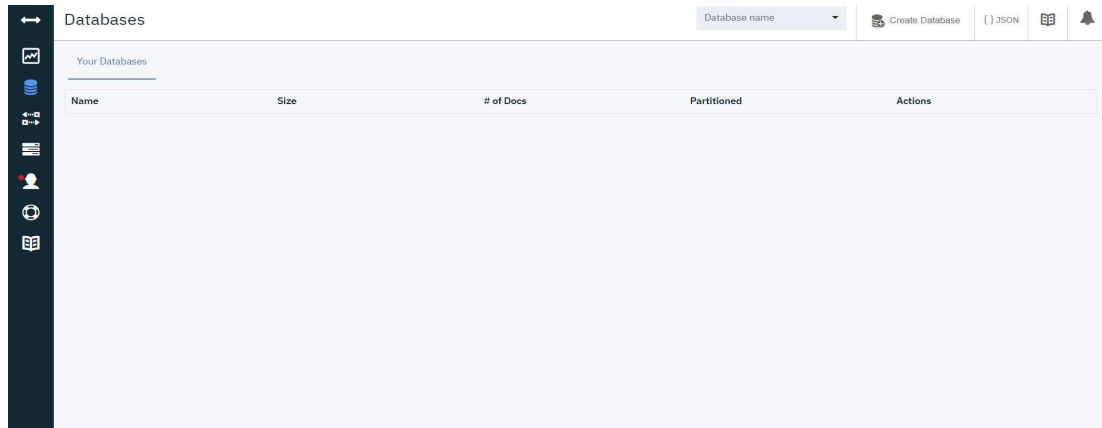 Databases
Database name
Create Database
{ } JSON
Your Databases
Name Size # of Docs Partitioned Actions